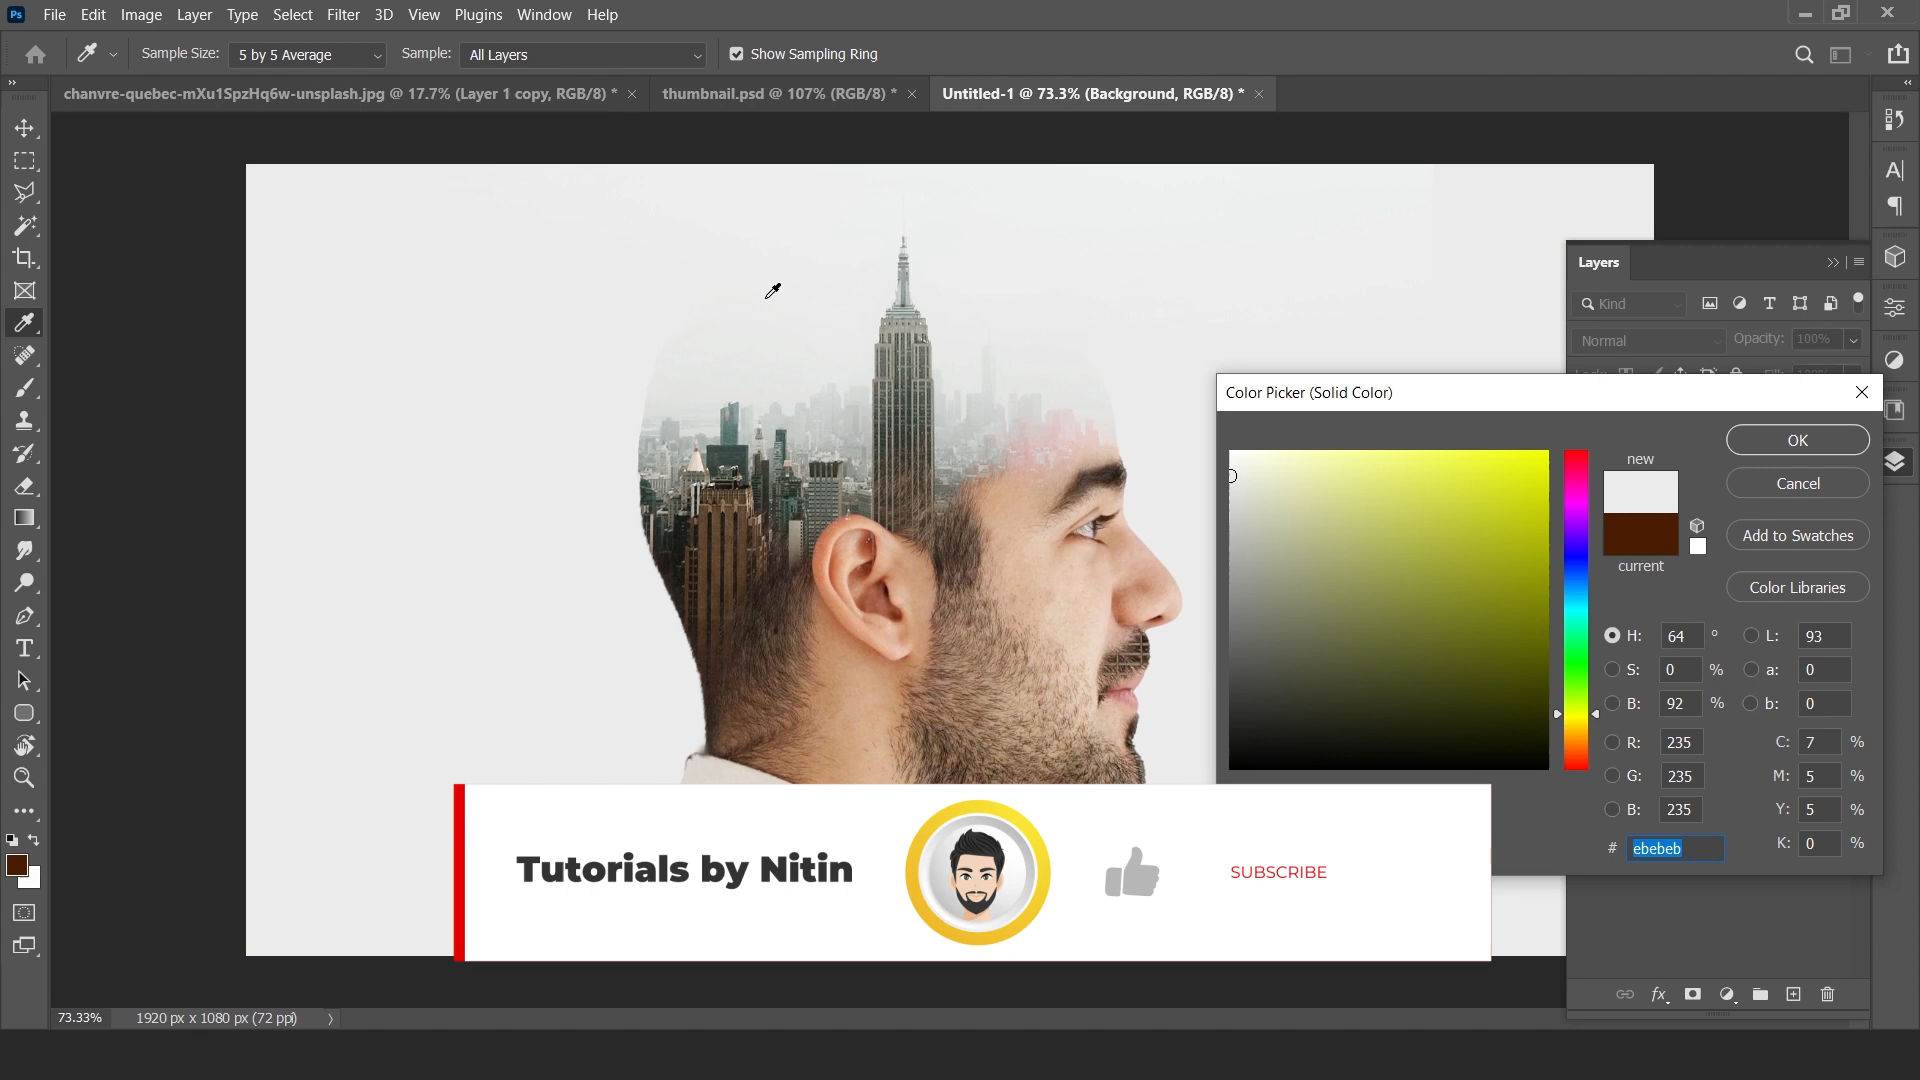 Ps File Edit Image Layer Type Select Filter 3D View Plugins Window Help
Sample Size: 5 by 5 Average Sample: All Layers Show Sampling Ring
chanvre-quebec-mXu1SpzHq6w-unsplash.jpg @ 17.7% (Layer 1 copy, RGB/8) * thumbnail.psd @ 107% (RGB/8) * Untitled-1 @ 73.3% (Background, RGB/8) *
Layers
Kind
Normal Opacity: 100%
Color Picker (Solid Color)
new
current
OK
Cancel
Add to Swatches
Color Libraries
H: 64 ° L: 93
S: 0 % a: 0
B: 92 % b: 0
R: 235 C: 7 %
G: 235 M: 5 %
B: 235 Y: 5 %
# ebebeb K: 0 %
Tutorials by Nitin SUBSCRIBE
fx
73.33% 1920 px x 1080 px (72 ppi)